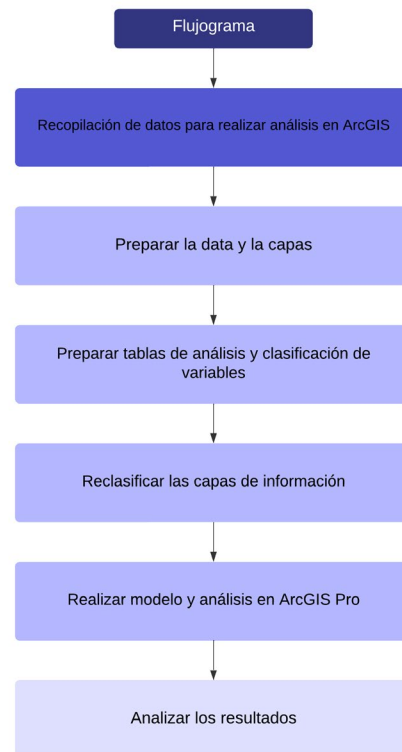 Flujograma
Recopilación de datos para realizar análisis en ArcGIS
Preparar la data y la capas
Preparar tablas de análisis y clasificación de
variables
Reclasificar las capas de información
Realizar modelo y análisis en ArcGIS Pro
Analizar los resultados